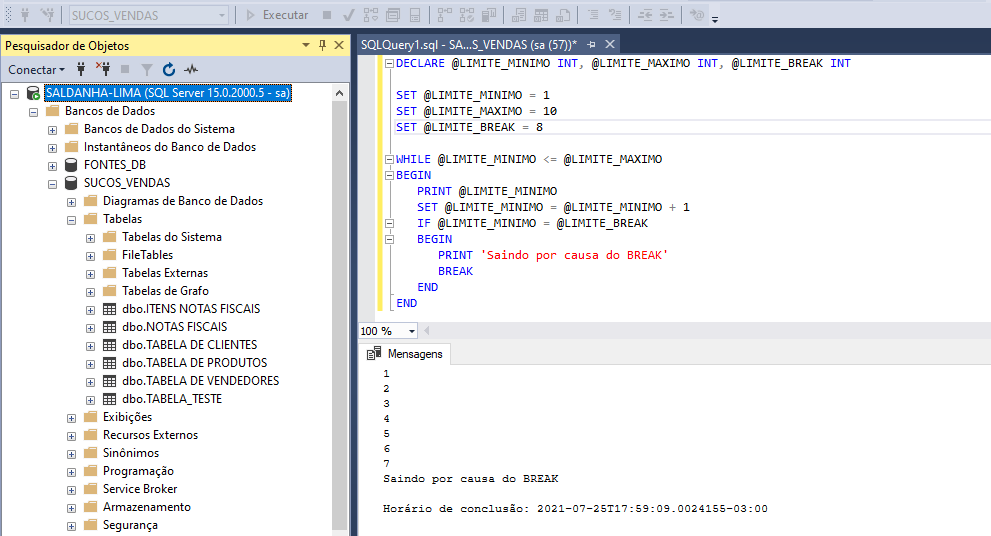 SUCOS_VENDAS
Executar
Pesquisador de Objetos
Conectar
SALDANHA-LIMA (SQL Server 15.0.2000.5 - sa)
Bancos de Dados
Bancos de Dados do Sistema
Instantâneos do Banco de Dados
FONTES_DB
SUCOS_VENDAS
Diagramas de Banco de Dados
Tabelas
Tabelas do Sistema
FileTables
Tabelas Externas
Tabelas de Grafo
dbo.ITENS NOTAS FISCAIS
dbo.NOTAS FISCAIS
dbo.TABELA DE CLIENTES
dbo.TABELA DE PRODUTOS
dbo.TABELA DE VENDEDORES
dbo.TABELA_TESTE
Exibições
Recursos Externos
Sinônimos
Programação
Service Broker
Armazenamento
Segurança
SQLQuery1.sql - SA...S_VENDAS (sa (57))*
DECLARE @LIMITE_MINIMO INT, @LIMITE_MAXIMO INT, @LIMITE_BREAK INT
SET @LIMITE_MINIMO = 1
SET @LIMITE_MAXIMO = 10
SET @LIMITE_BREAK = 8
WHILE @LIMITE_MINIMO <= @LIMITE_MAXIMO
BEGIN
PRINT @LIMITE_MINIMO
SET @LIMITE_MINIMO = @LIMITE_MINIMO + 1
IF @LIMITE_MINIMO = @LIMITE_BREAK
BEGIN
PRINT 'Saindo por causa do BREAK'
BREAK
END
END
100 %
Mensagens
1
2
3
4
5
6
7
Saindo por causa do BREAK
Horário de conclusão: 2021-07-25T17:59:09.0024155-03:00